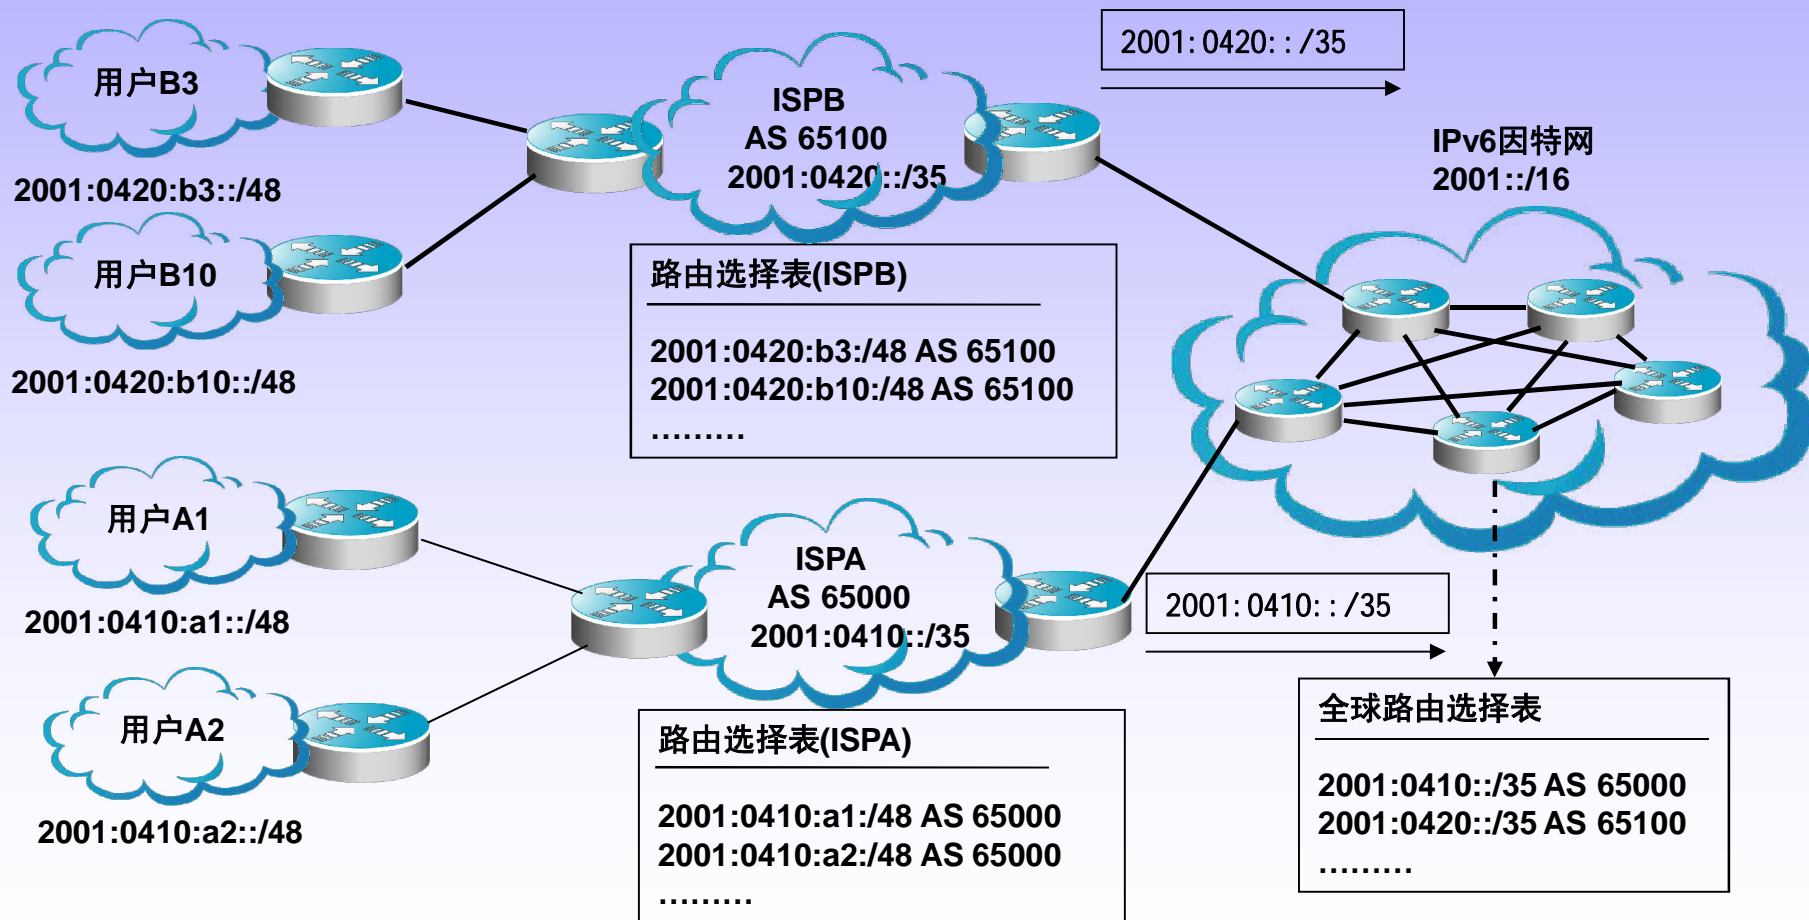 2001:0420::/35
用户B3
2001:0420:b3::/48
用户B10
2001:0420:b10::/48
ISPB
AS 65100
2001:0420::/35
IPv6因特网
2001::/16
路由选择表(ISPB)
2001:0420:b3:/48 AS 65100
2001:0420:b10:/48 AS 65100
………
用户A1
2001:0410:a1::/48
用户A2
2001:0410:a2::/48
ISPA
AS 65000
2001:0410::/35
2001:0410::/35
路由选择表(ISPA)
2001:0410:a1:/48 AS 65000
2001:0410:a2:/48 AS 65000
………
全球路由选择表
2001:0410::/35 AS 65000
2001:0420::/35 AS 65100
………